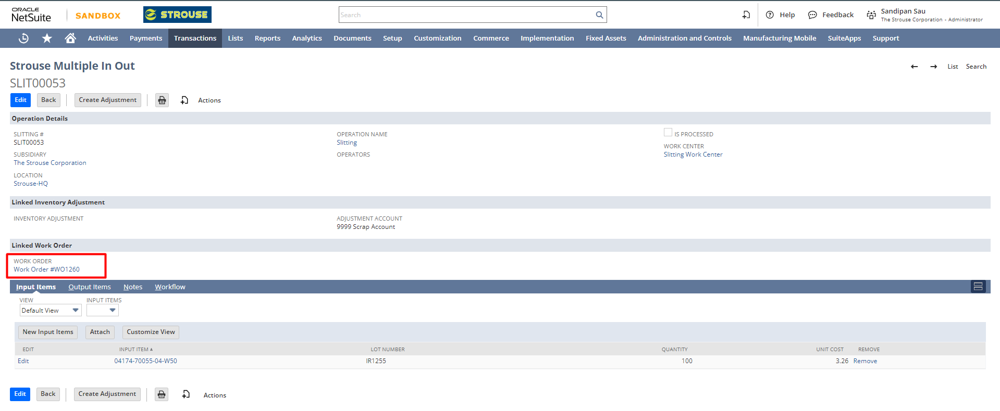 ORACLE
NetSuite
SANDBOX
STROUSE
Search
Help
Feedback
Sandipan Sau
The Strouse Corporation - Administrator
Activities Payments Transactions Lists Reports Analytics Documents Setup Customization Commerce Implementation Fixed Assets Administration and Controls Manufacturing Mobile SuiteApps Support
Strouse Multiple In Out
List Search
SLIT00053
Edit Back Create Adjustment Actions
Operation Details
SLITTING #
SLIT00053
SUBSIDIARY
The Strouse Corporation
LOCATION
Strouse-HQ
OPERATION NAME
Slitting
OPERATORS
IS PROCESSED
WORK CENTER
Slitting Work Center
Linked Inventory Adjustment
INVENTORY ADJUSTMENT
ADJUSTMENT ACCOUNT
9999 Scrap Account
Linked Work Order
WORK ORDER
Work Order #WO1260
Input Items Output Items Notes Workflow
VIEW INPUT ITEMS
Default View
New Input Items Attach Customize View
EDIT INPUT ITEM ▲ LOT NUMBER QUANTITY UNIT COST REMOVE
Edit 04174-70055-04-W50 IR1255 100 3.26 Remove
Edit Back Create Adjustment Actions